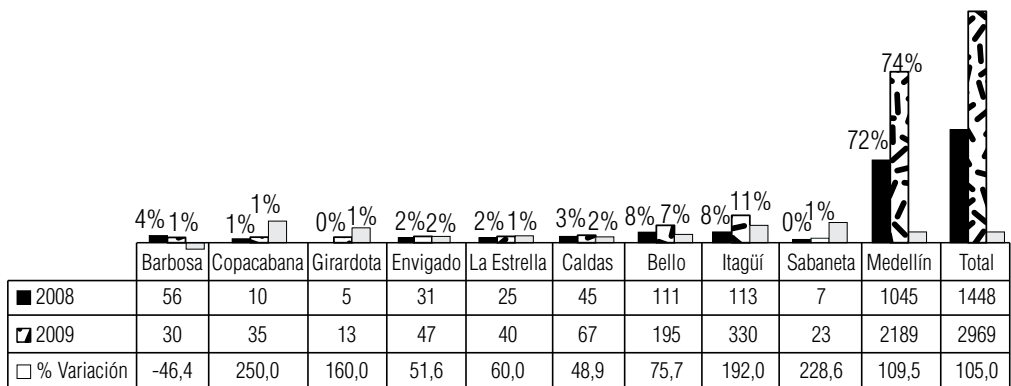 74%
72%
4% 1% 1% 1% 0% 1% 2% 2% 2% 1% 3% 2% 8% 7% 8% 11% 0% 1%
Barbosa Copacabana Girardota Envigado La Estrella Caldas Bello Itagüí Sabaneta Medellín Total
2008 56 10 5 31 25 45 111 113 7 1045 1448
2009 30 35 13 47 40 67 195 330 23 2189 2969
% Variación -46,4 250,0 160,0 51,6 60,0 48,9 75,7 192,0 228,6 109,5 105,0